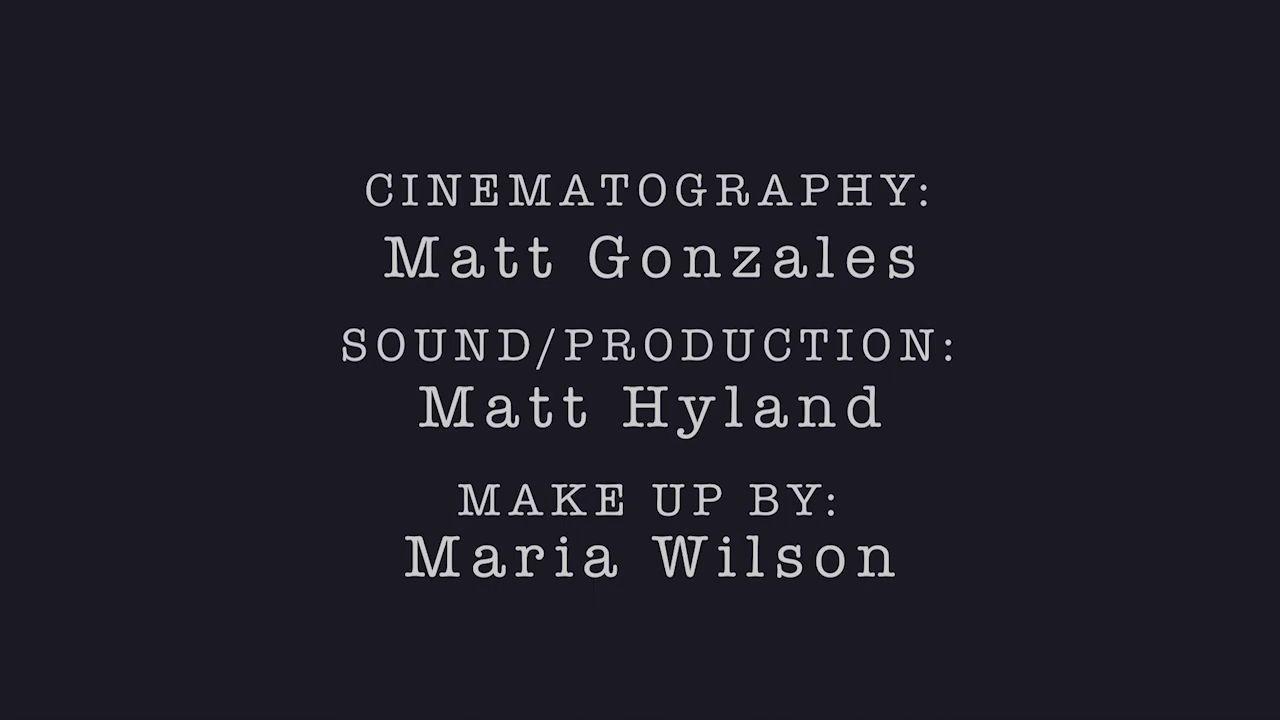 CINEMATOGRAPHY:
Matt Gonzales
SOUND/PRODUCTION:
Matt Hyland
MAKE UP BY:
Maria Wilson